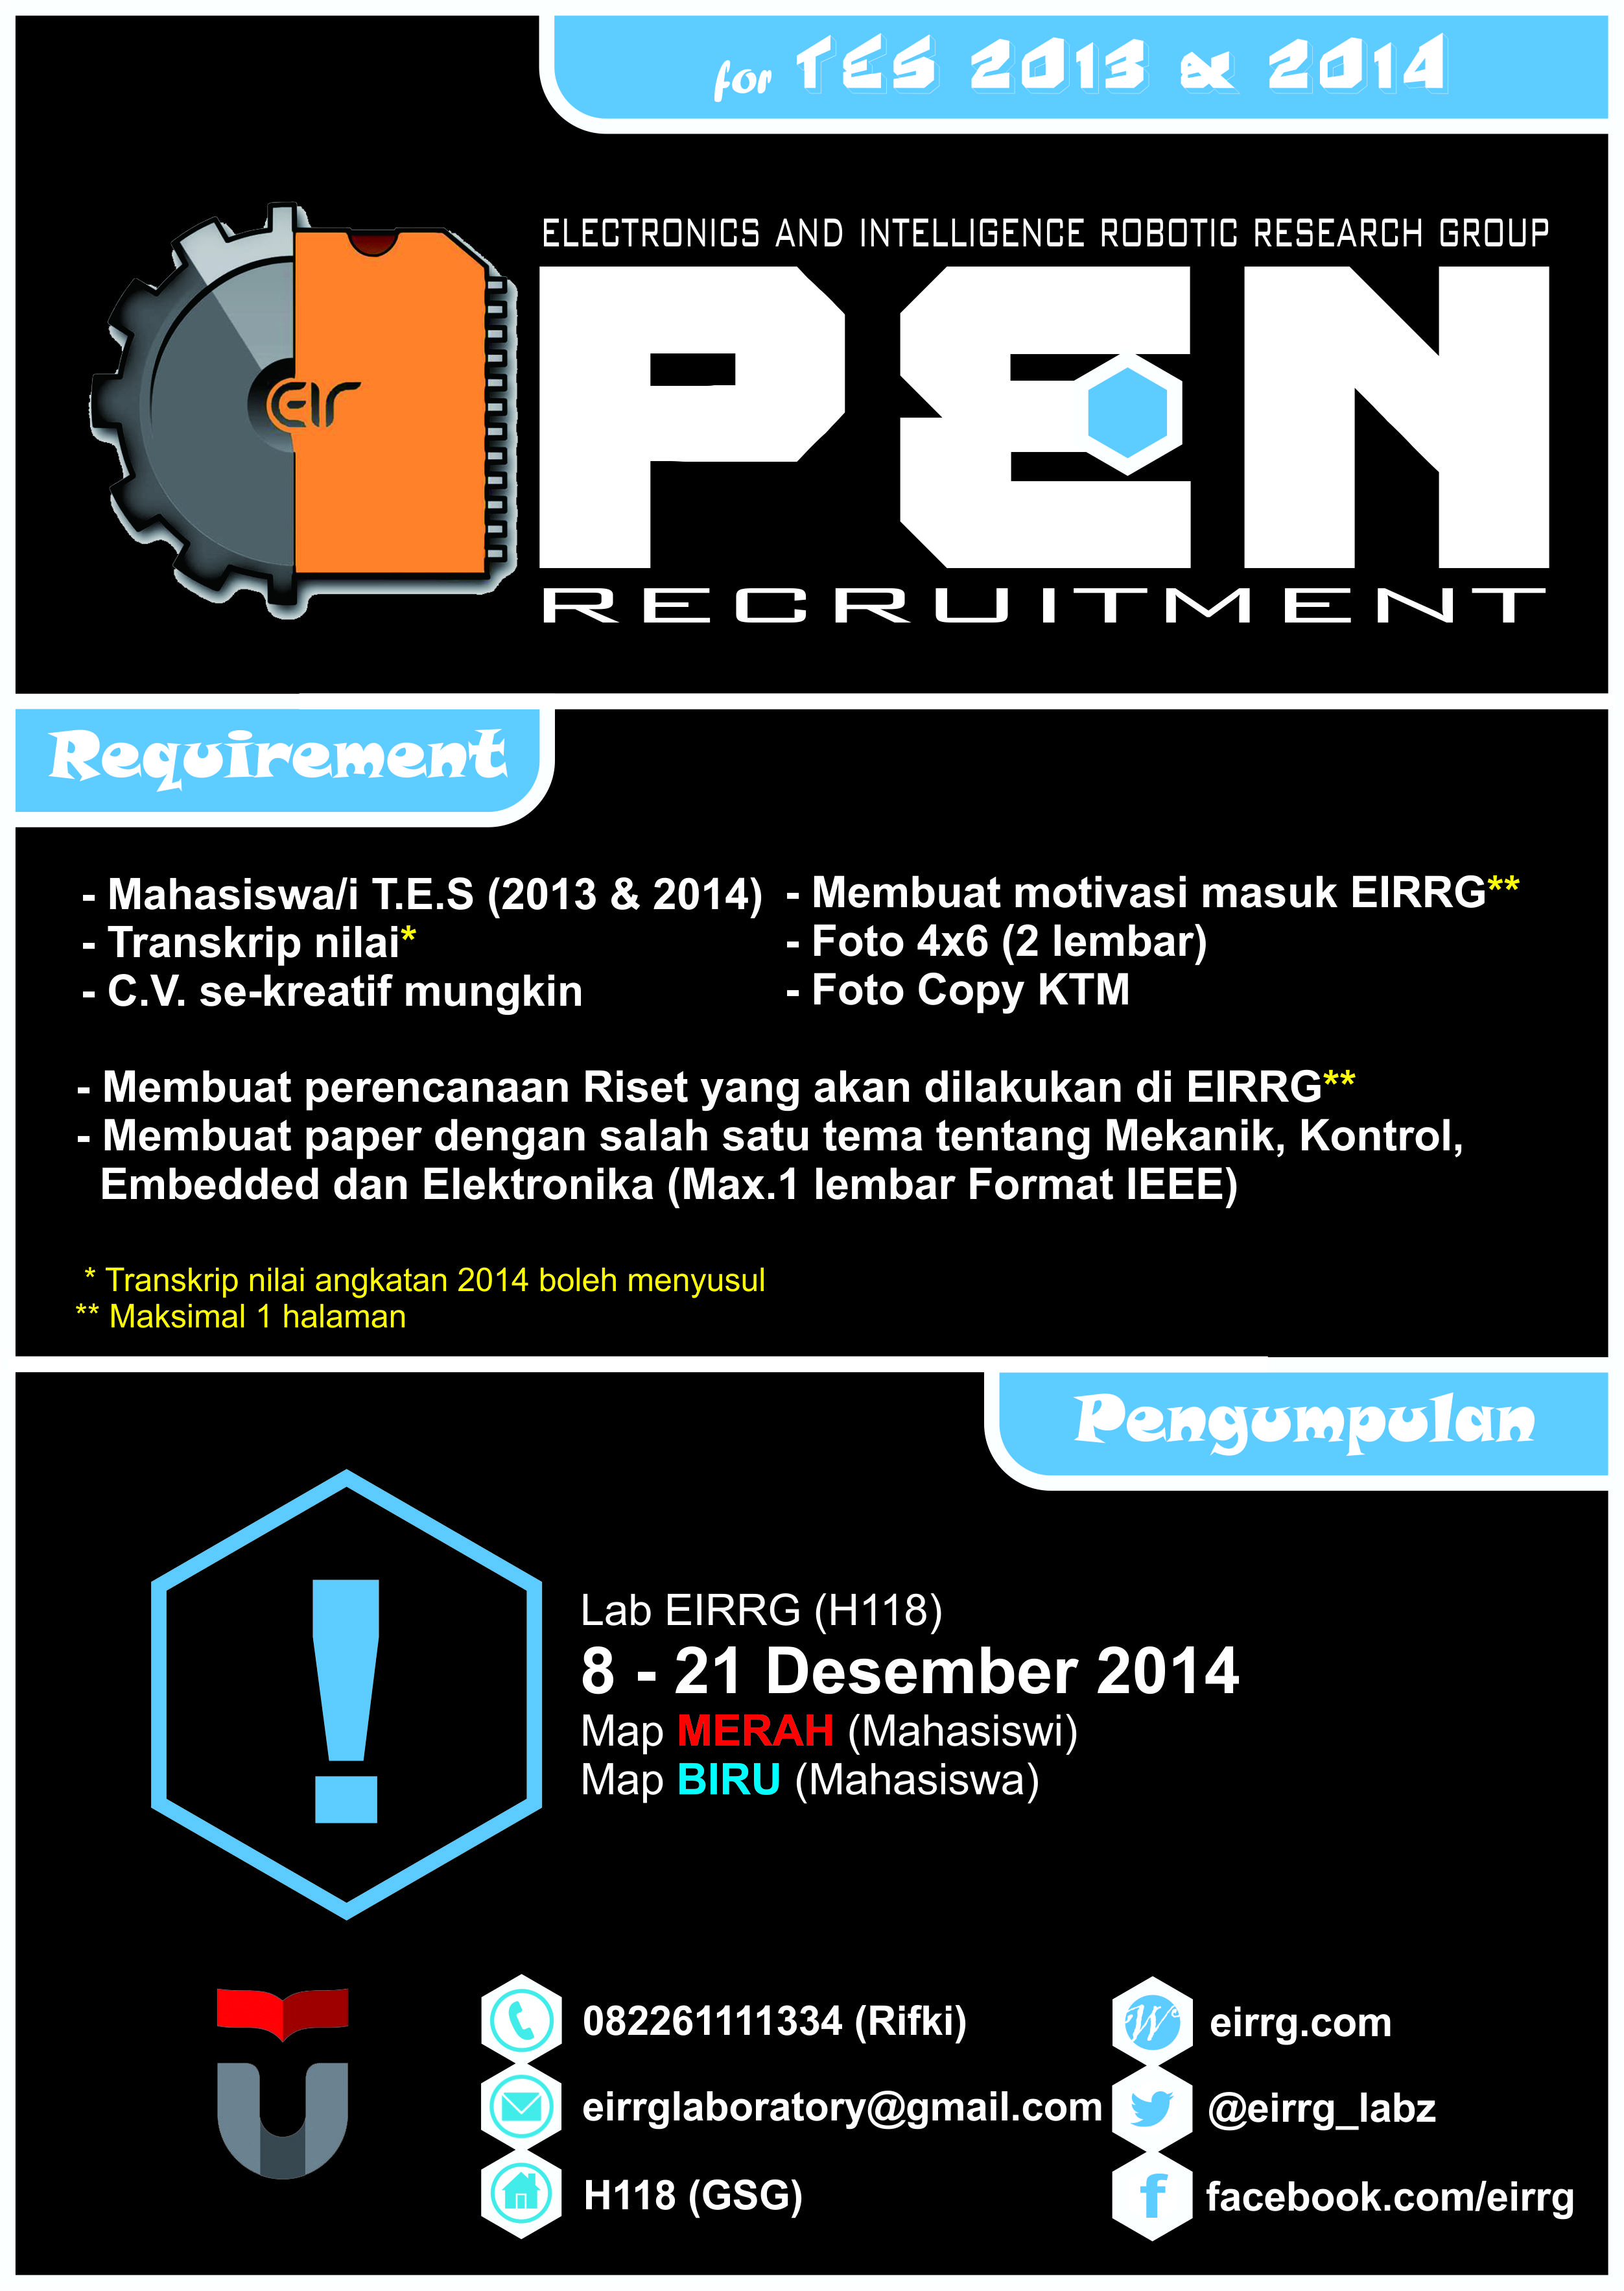 for TES 2013 & 2014
ELECTRONICS AND INTELLIGENCE ROBOTIC RESEARCH GROUP
eir
PEN
RECRUITMENT
Requirement
- Mahasiswa/i T.E.S (2013 & 2014)
- Transkrip nilai*
- C.V. se-kreatif mungkin
- Membuat motivasi masuk EIRRG**
- Foto 4x6 (2 lembar)
- Foto Copy KTM
- Membuat perencanaan Riset yang akan dilakukan di EIRRG**
- Membuat paper dengan salah satu tema tentang Mekanik, Kontrol,
Embedded dan Elektronika (Max.1 lembar Format IEEE)
* Transkrip nilai angkatan 2014 boleh menyusul
** Maksimal 1 halaman
Pengumpulan
!
Lab EIRRG (H118)
8 - 21 Desember 2014
Map MERAH (Mahasiswi)
Map BIRU (Mahasiswa)
082261111334 (Rifki)
eirrglaboratory@gmail.com
H118 (GSG)
eirrg.com
@eirrg_labz
facebook.com/eirrg